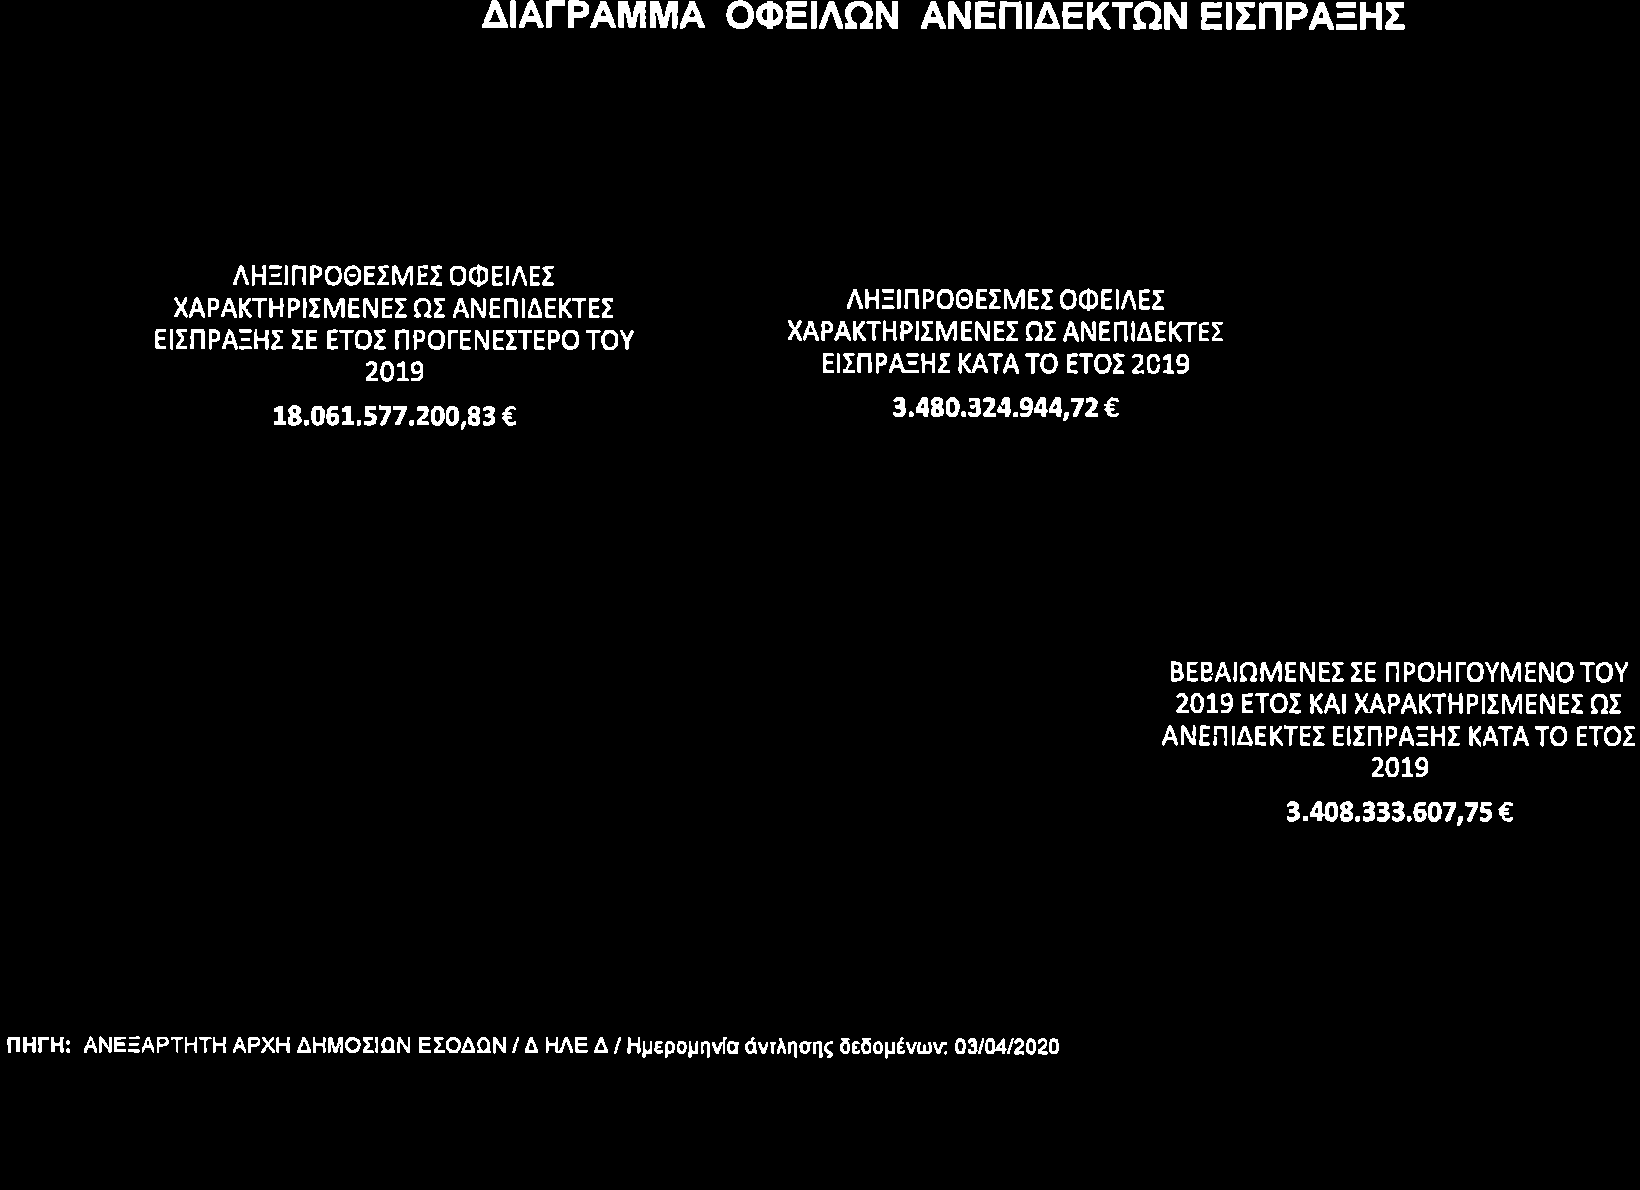 ΔΙΑΓΡΑΜΜΑ ΟΦΕΙΛΩΝ ΑΝΕΠΙΔΕΚΤΩΝ ΕΙΣΠΡΑΞΗΣ
ΛΗΞΙΠΡΟΘΕΣΜΕΣ ΟΦΕΙΛΕΣ
ΧΑΡΑΚΤΗΡΙΣΜΕΝΕΣ ΩΣ ΑΝΕΠΙΔΕΚΤΕΣ
ΕΙΣΠΡΑΞΗΣ ΣΕ ΕΤΟΣ ΠΡΟΓΕΝΕΣΤΕΡΟ ΤΟΥ
2019
18.061.577.200,83 €
ΛΗΞΙΠΡΟΘΕΣΜΕΣ ΟΦΕΙΛΕΣ
ΧΑΡΑΚΤΗΡΙΣΜΕΝΕΣ ΩΣ ΑΝΕΠΙΔΕΚΤΕΣ
ΕΙΣΠΡΑΞΗΣ ΚΑΤΑ ΤΟ ΕΤΟΣ 2019
3.480.324.944,72 €
ΒΕΒΑΙΩΜΕΝΕΣ ΣΕ ΠΡΟΗΓΟΥΜΕΝΟ ΤΟΥ
2019 ΕΤΟΣ ΚΑΙ ΧΑΡΑΚΤΗΡΙΣΜΕΝΕΣ ΩΣ
ΑΝΕΠΙΔΕΚΤΕΣ ΕΙΣΠΡΑΞΗΣ ΚΑΤΑ ΤΟ ΕΤΟΣ
2019
3.408.333.607,75 €
ΠΗΓΗ: ΑΝΕΞΑΡΤΗΤΗ ΑΡΧΗ ΔΗΜΟΣΙΩΝ ΕΣΟΔΩΝ / Δ ΗΛΕ Δ / Ημερομηνία άντλησης δεδομένων: 03/04/2020